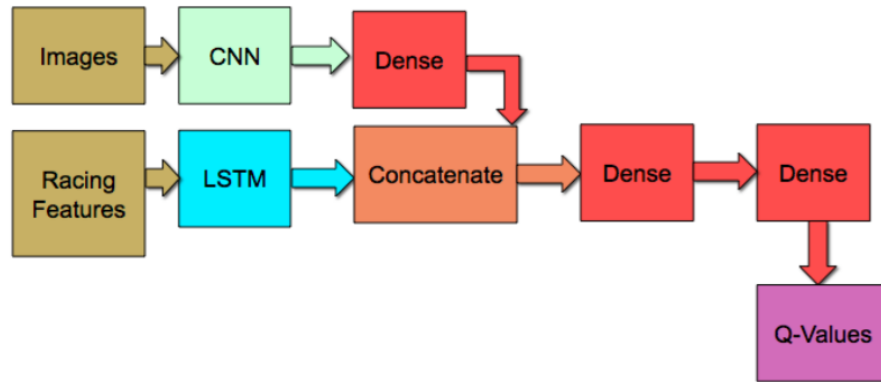 Images
CNN
Dense
Racing
Features
LSTM
Concatenate
Dense
Dense
Q-Values